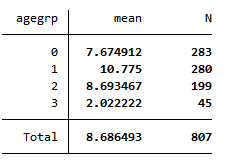 agegrp mean N
0 7.674912 283
1 10.775 280
2 8.693467 199
3 2.022222 45
Total 8.686493 807